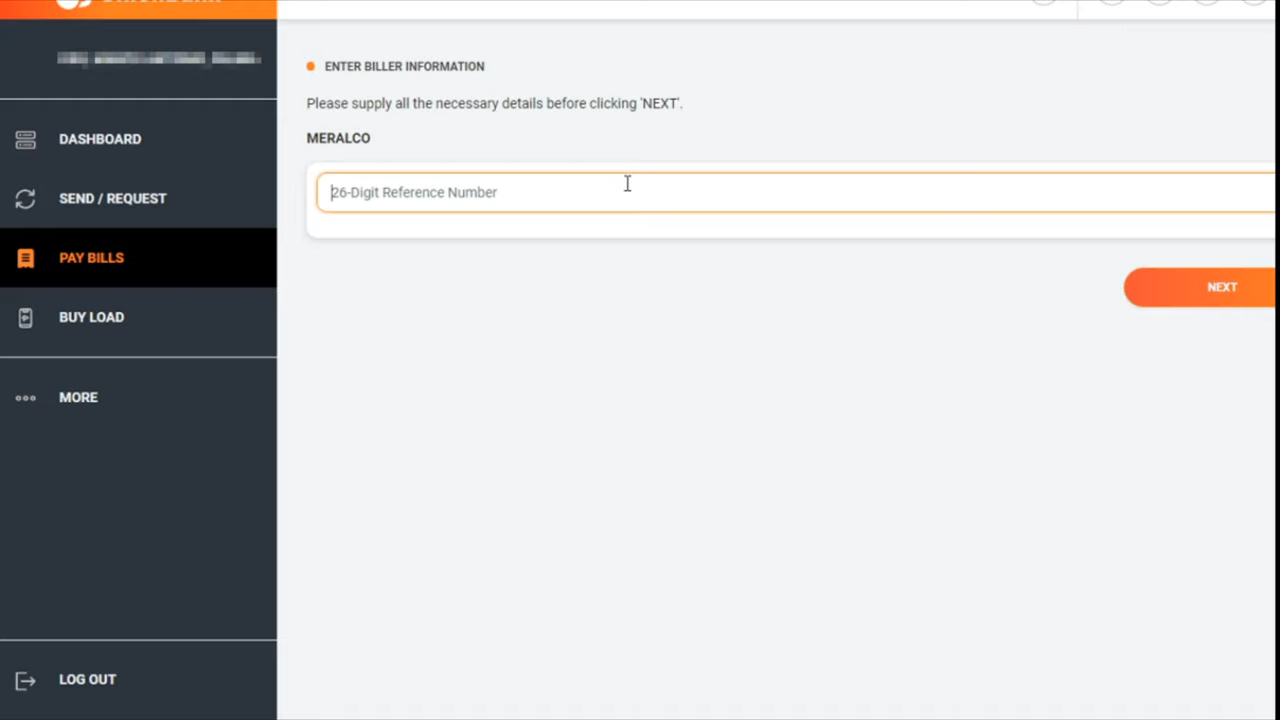 ENTER BILLER INFORMATION
Please supply all the necessary details before clicking 'NEXT'.
MERALCO
26-Digit Reference Number
NEXT
DASHBOARD
SEND / REQUEST
PAY BILLS
BUY LOAD
MORE
LOG OUT